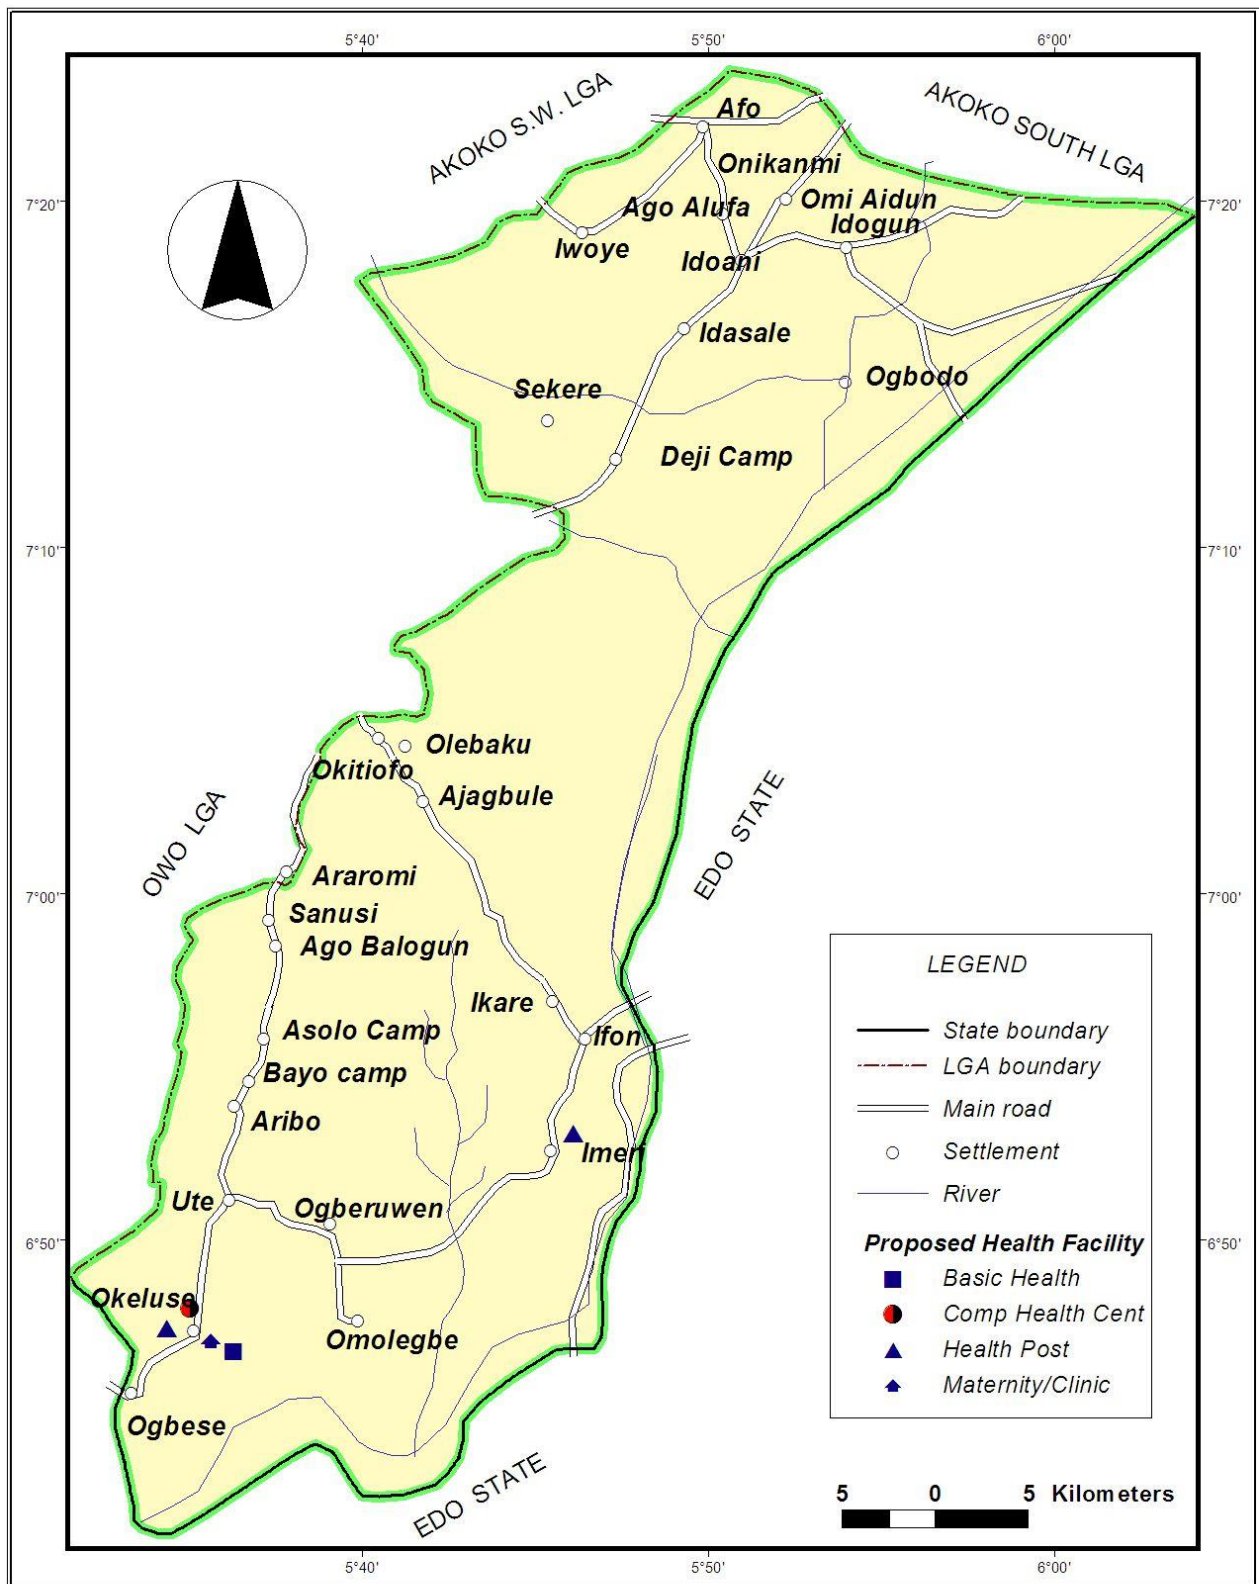 5°40'
5°50'
6°00'
AKOKO S.W. LGA
AKOKO SOUTH LGA
Afo
Onikanmi
7°20'
7°20'
Ago Alufa
Omi Aidun
Idogun
Iwoye
Idoani
Idasale
Sekere
Ogbodo
Deji Camp
7°10'
7°10'
Olebaku
Okitiofo
Ajagbule
OWO LGA
EDO STATE
Araromi
7°00'
7°00'
Sanusi
Ago Balogun
Ikare
Asolo Camp
Ifon
Bayo camp
Aribo
Imeri
Ute
Ogberuwen
6°50'
6°50'
Okeluse
Omolegbe
Ogbese
EDO STATE
LEGEND
State boundary
LGA boundary
Main road
Settlement
River
Proposed Health Facility
Basic Health
Comp Health Cent
Health Post
Maternity/Clinic
5 0 5 Kilometers
5°40'
5°50'
6°00'